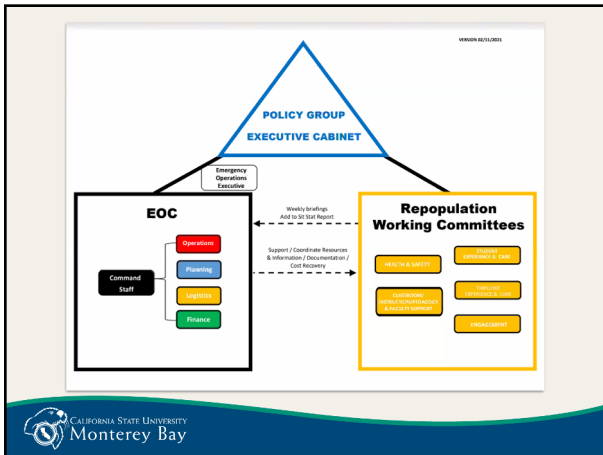 VERSION 02/11/2021
POLICY GROUP
EXECUTIVE CABINET
Emergency
Operations
Executive
EOC
Operations
Planning
Logistics
Finance
Command
Staff
Weekly briefings
Add to Sit Stat Report
Support / Coordinate Resources
& Information / Documentation /
Cost Recovery
Repopulation
Working Committees
HEALTH & SAFETY
CLASSROOM/
INSTRUCTION/PEDAGOGY
& FACULTY SUPPORT
STUDENT
EXPERIENCE & CARE
EMPLOYEE
EXPERIENCE & CARE
ENGAGEMENT
CALIFORNIA STATE UNIVERSITY
Monterey Bay